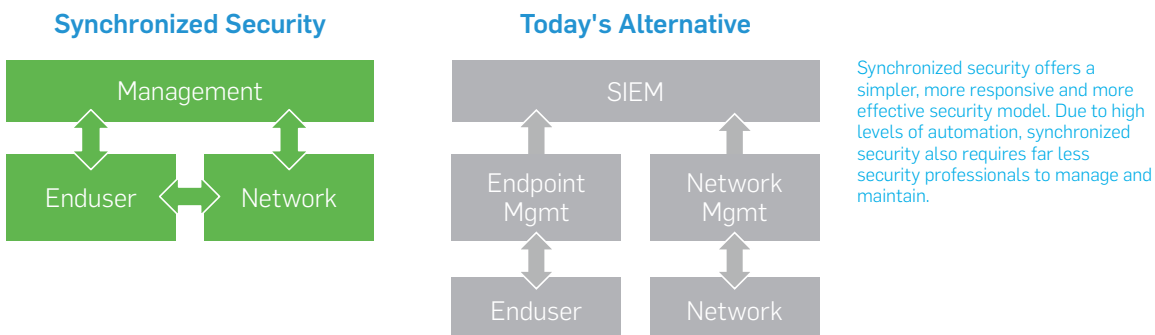 Synchronized Security
Management
Enduser
Network
Today's Alternative
SIEM
Endpoint
Mgmt
Network
Mgmt
Enduser
Network
Synchronized security offers a
simpler, more responsive and more
effective security model. Due to high
levels of automation, synchronized
security also requires far less
security professionals to manage and
maintain.